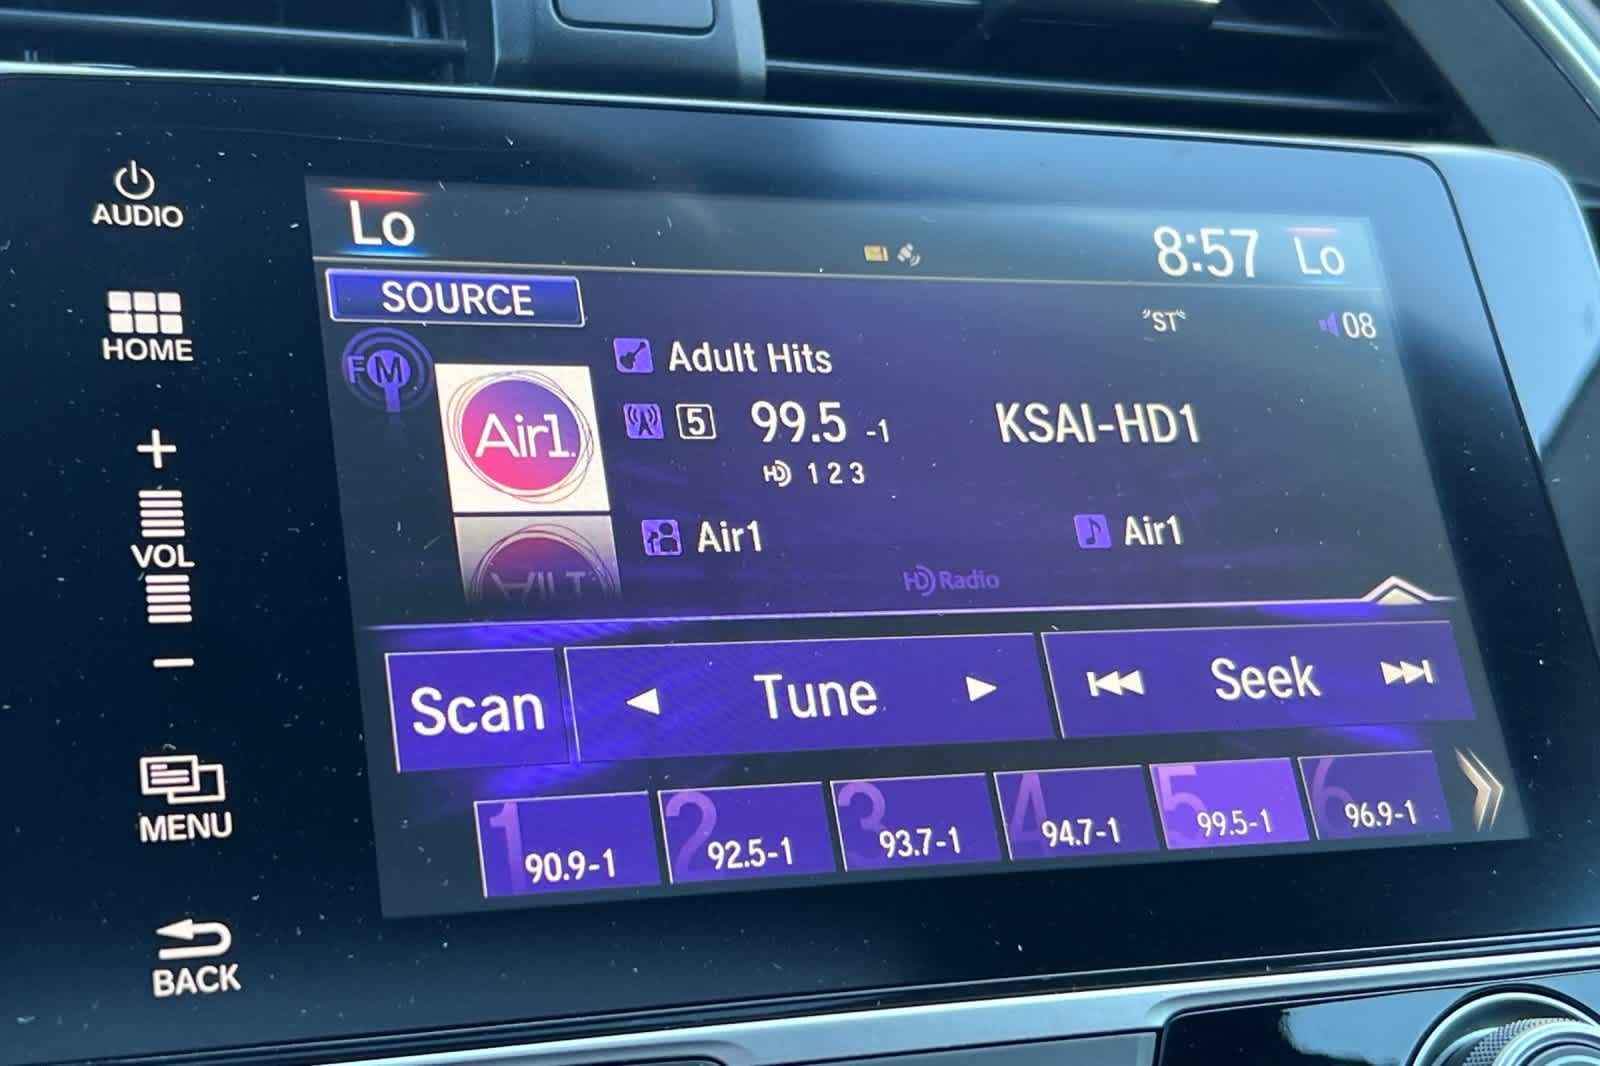 AUDIO
HOME
+
VOL
−
MENU
BACK
Lo
8:57 Lo
SOURCE
"ST"
08
FM
Air1.
Adult Hits
5 99.5 -1 KSAI-HD1
HD 1 2 3
Air1 Air1
HD Radio
Scan Tune Seek
1 90.9-1
2 92.5-1
3 93.7-1
4 94.7-1
5 99.5-1
6 96.9-1